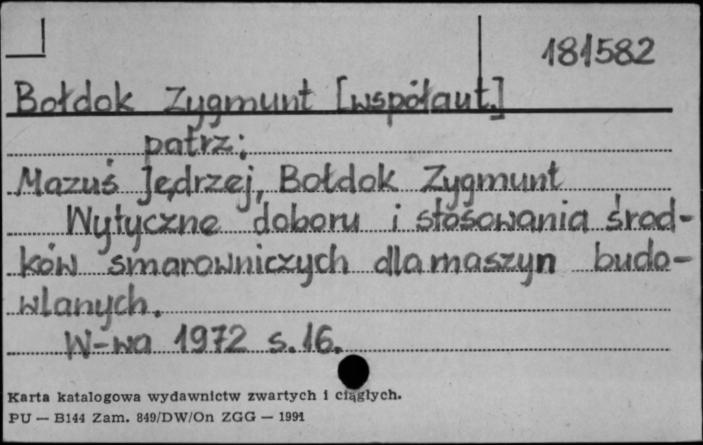 181582
Bołdok Zygmunt [współaut.]
patrz:
Mazuś Jędrzej, Bołdok Zygmunt
Wytyczne doboru i stosowania środ-
ków smarowniczych dla maszyn budo-
wlanych.
W-wa 1972 s. 16.
Karta katalogowa wydawnictw zwartych i ciągłych.
PU — B144 Zam. 849/DW/On ZGG — 1991